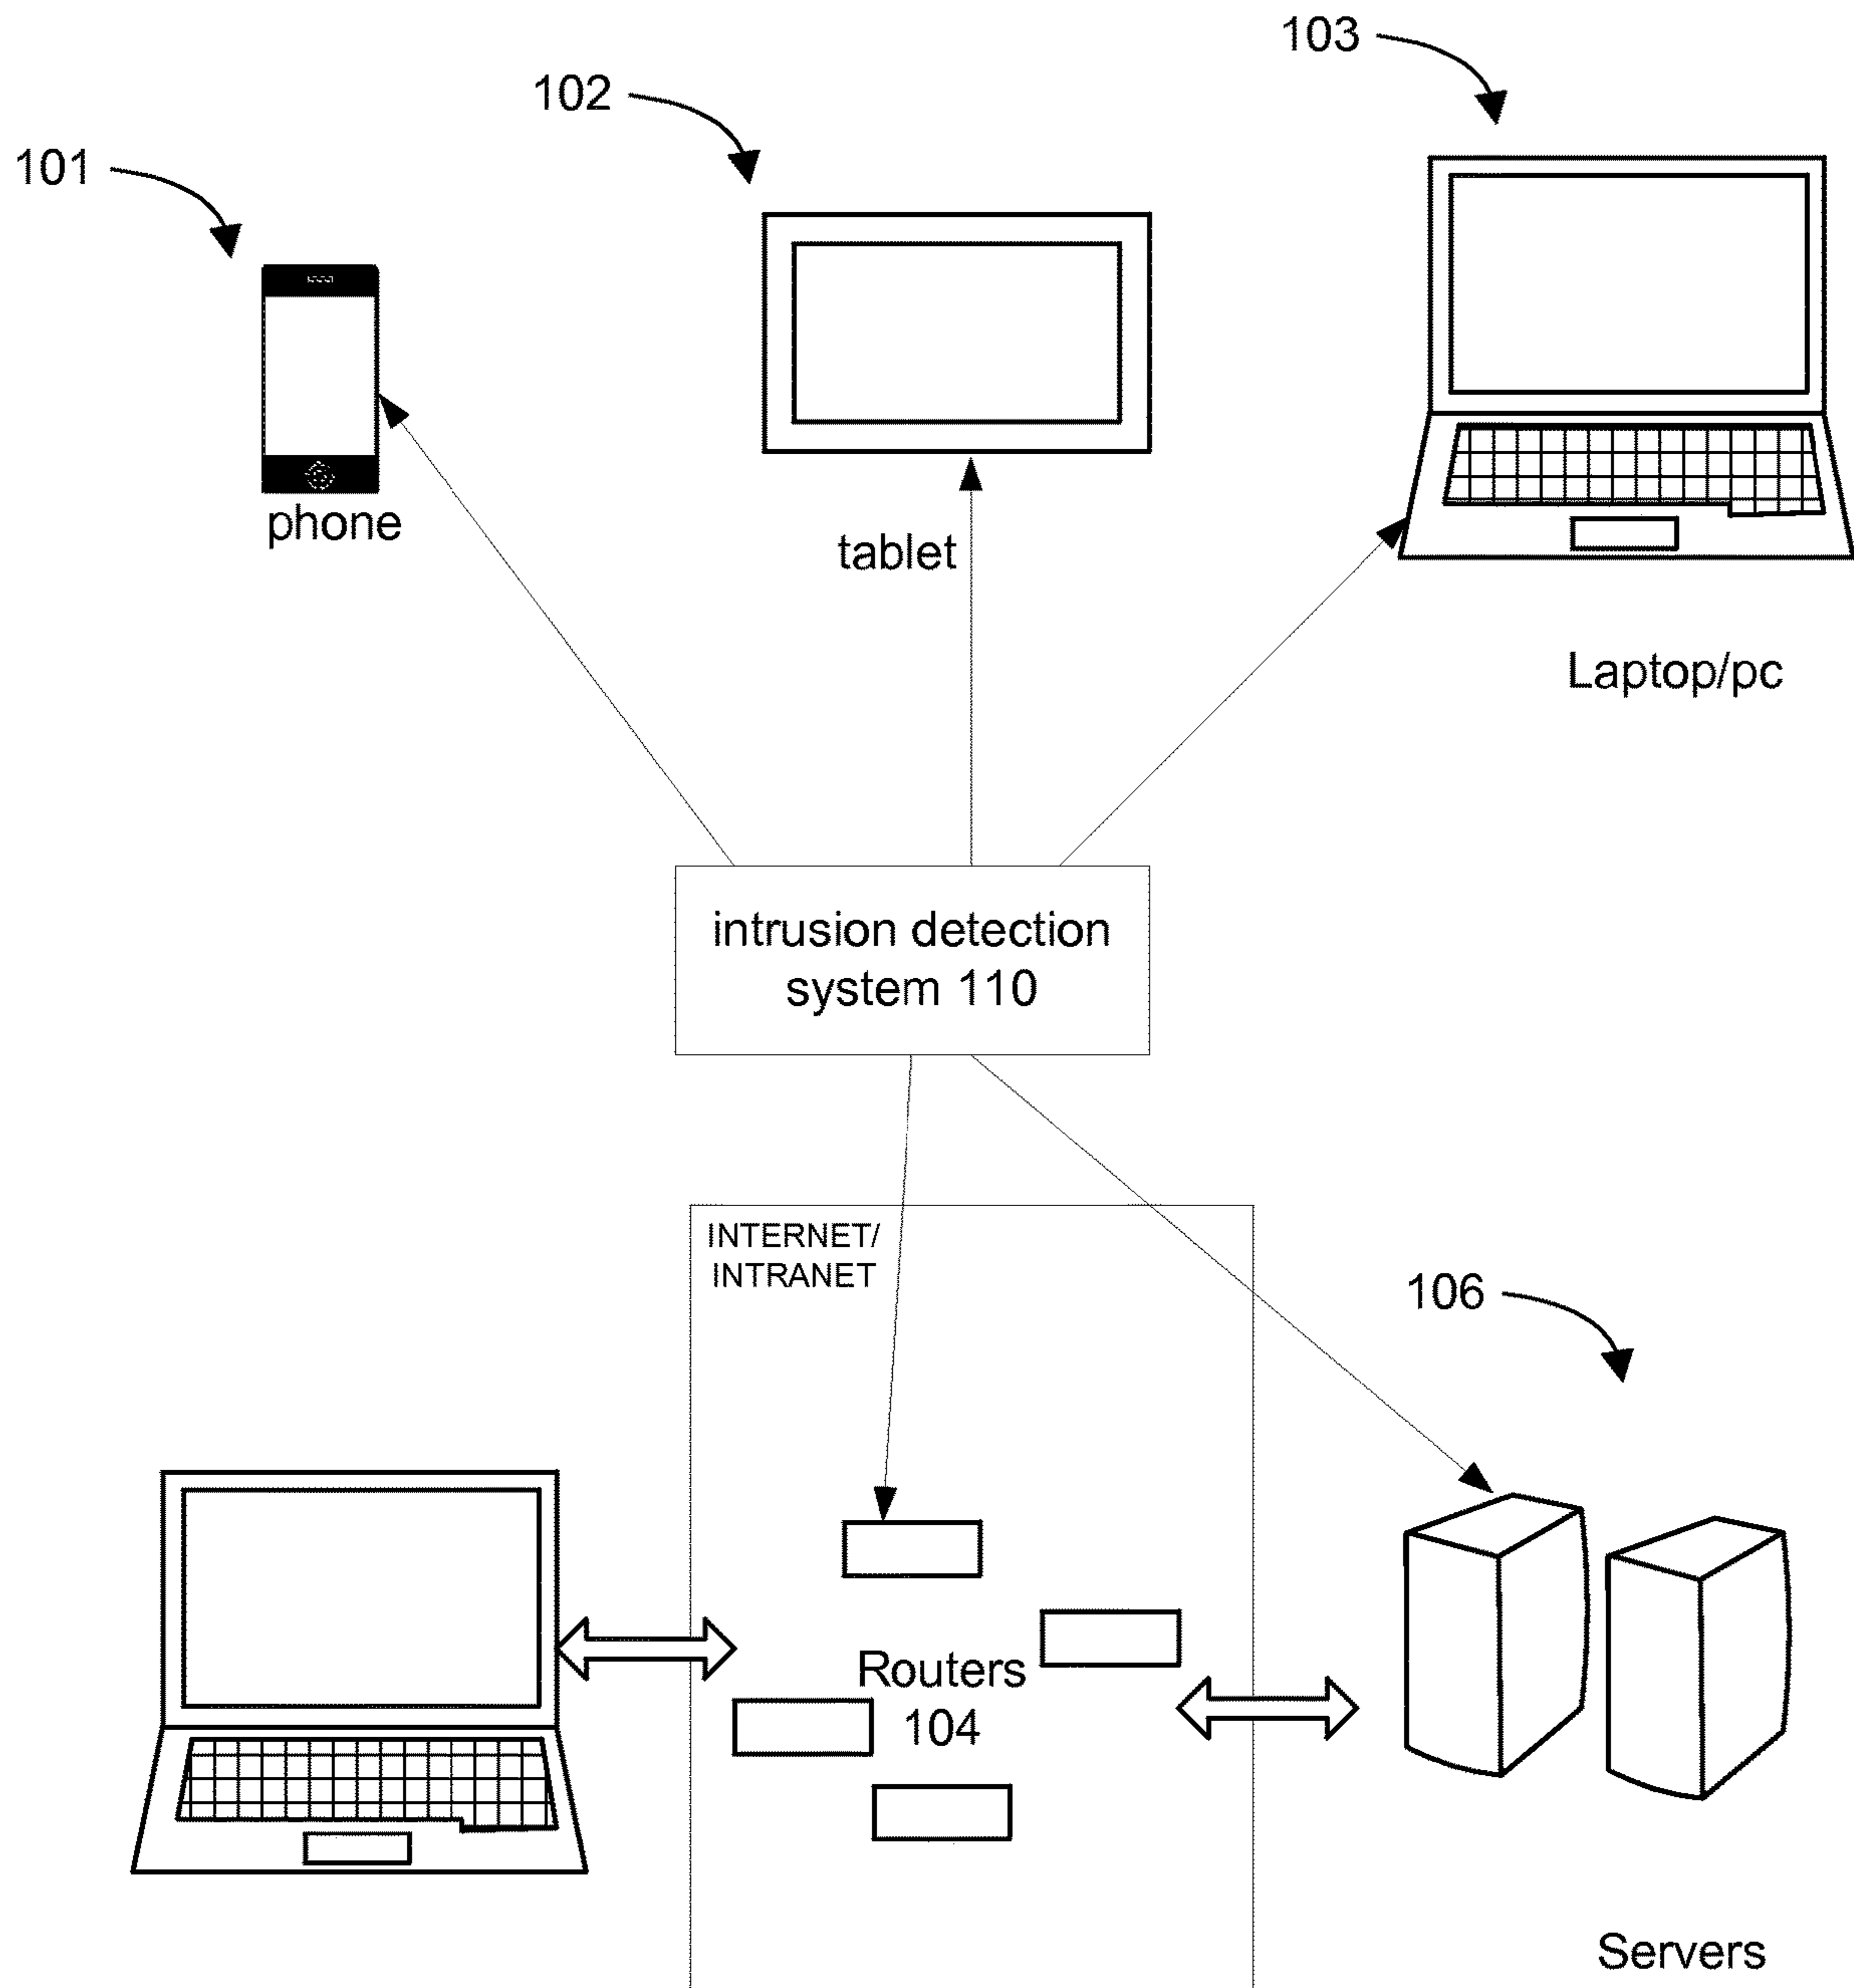 103
102
101
phone
tablet
Laptop/pc
intrusion detection
system 110
INTERNET/
INTRANET
106
Routers
104
Servers